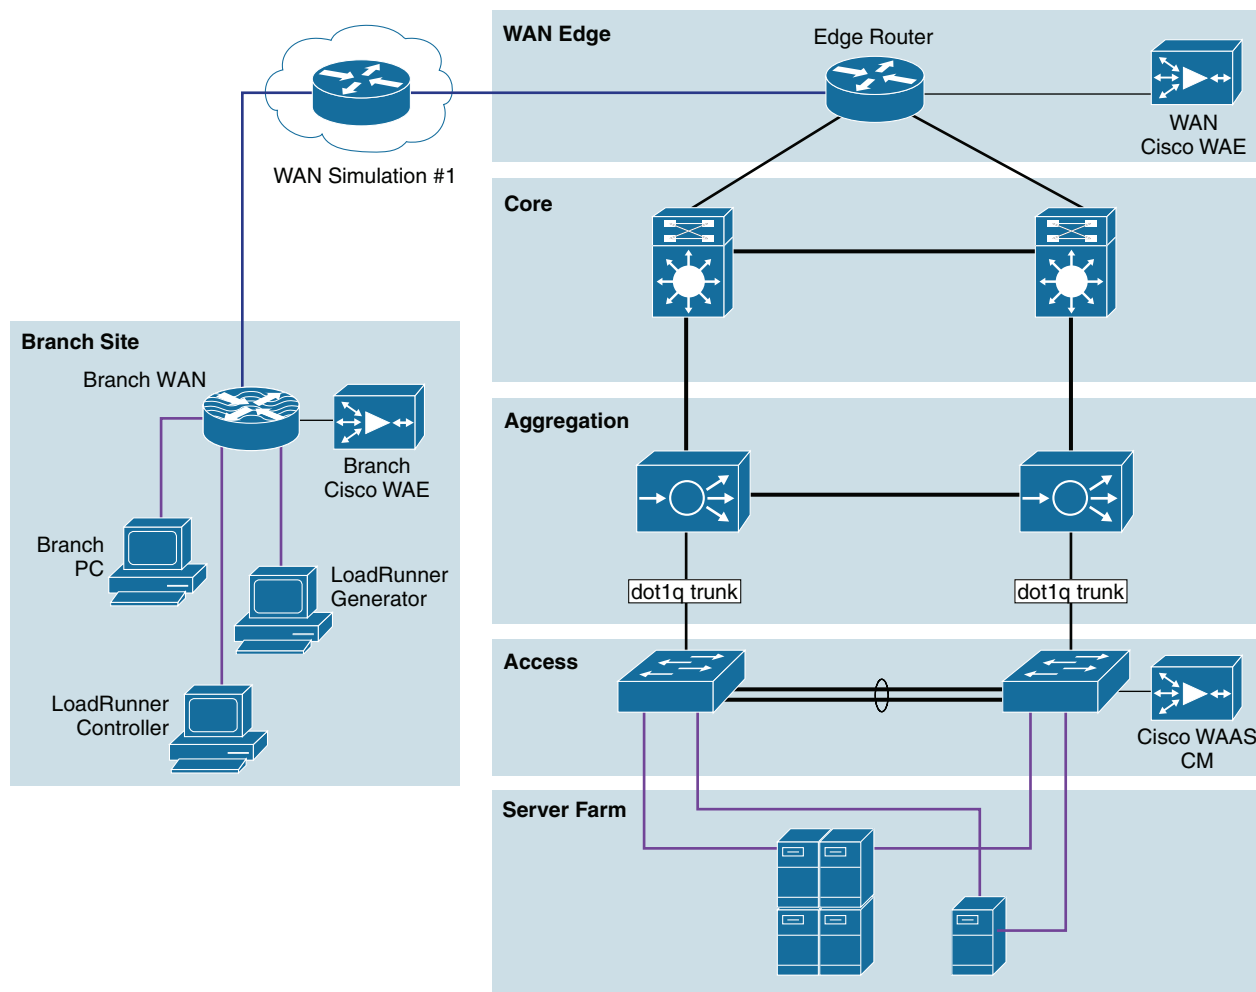 WAN Edge
Edge Router
WAN
Cisco WAE
WAN Simulation #1
Core
Branch Site
Branch WAN
Branch
Cisco WAE
Branch
PC
LoadRunner
Generator
LoadRunner
Controller
Aggregation
dot1q trunk
dot1q trunk
Access
Cisco WAAS
CM
Server Farm